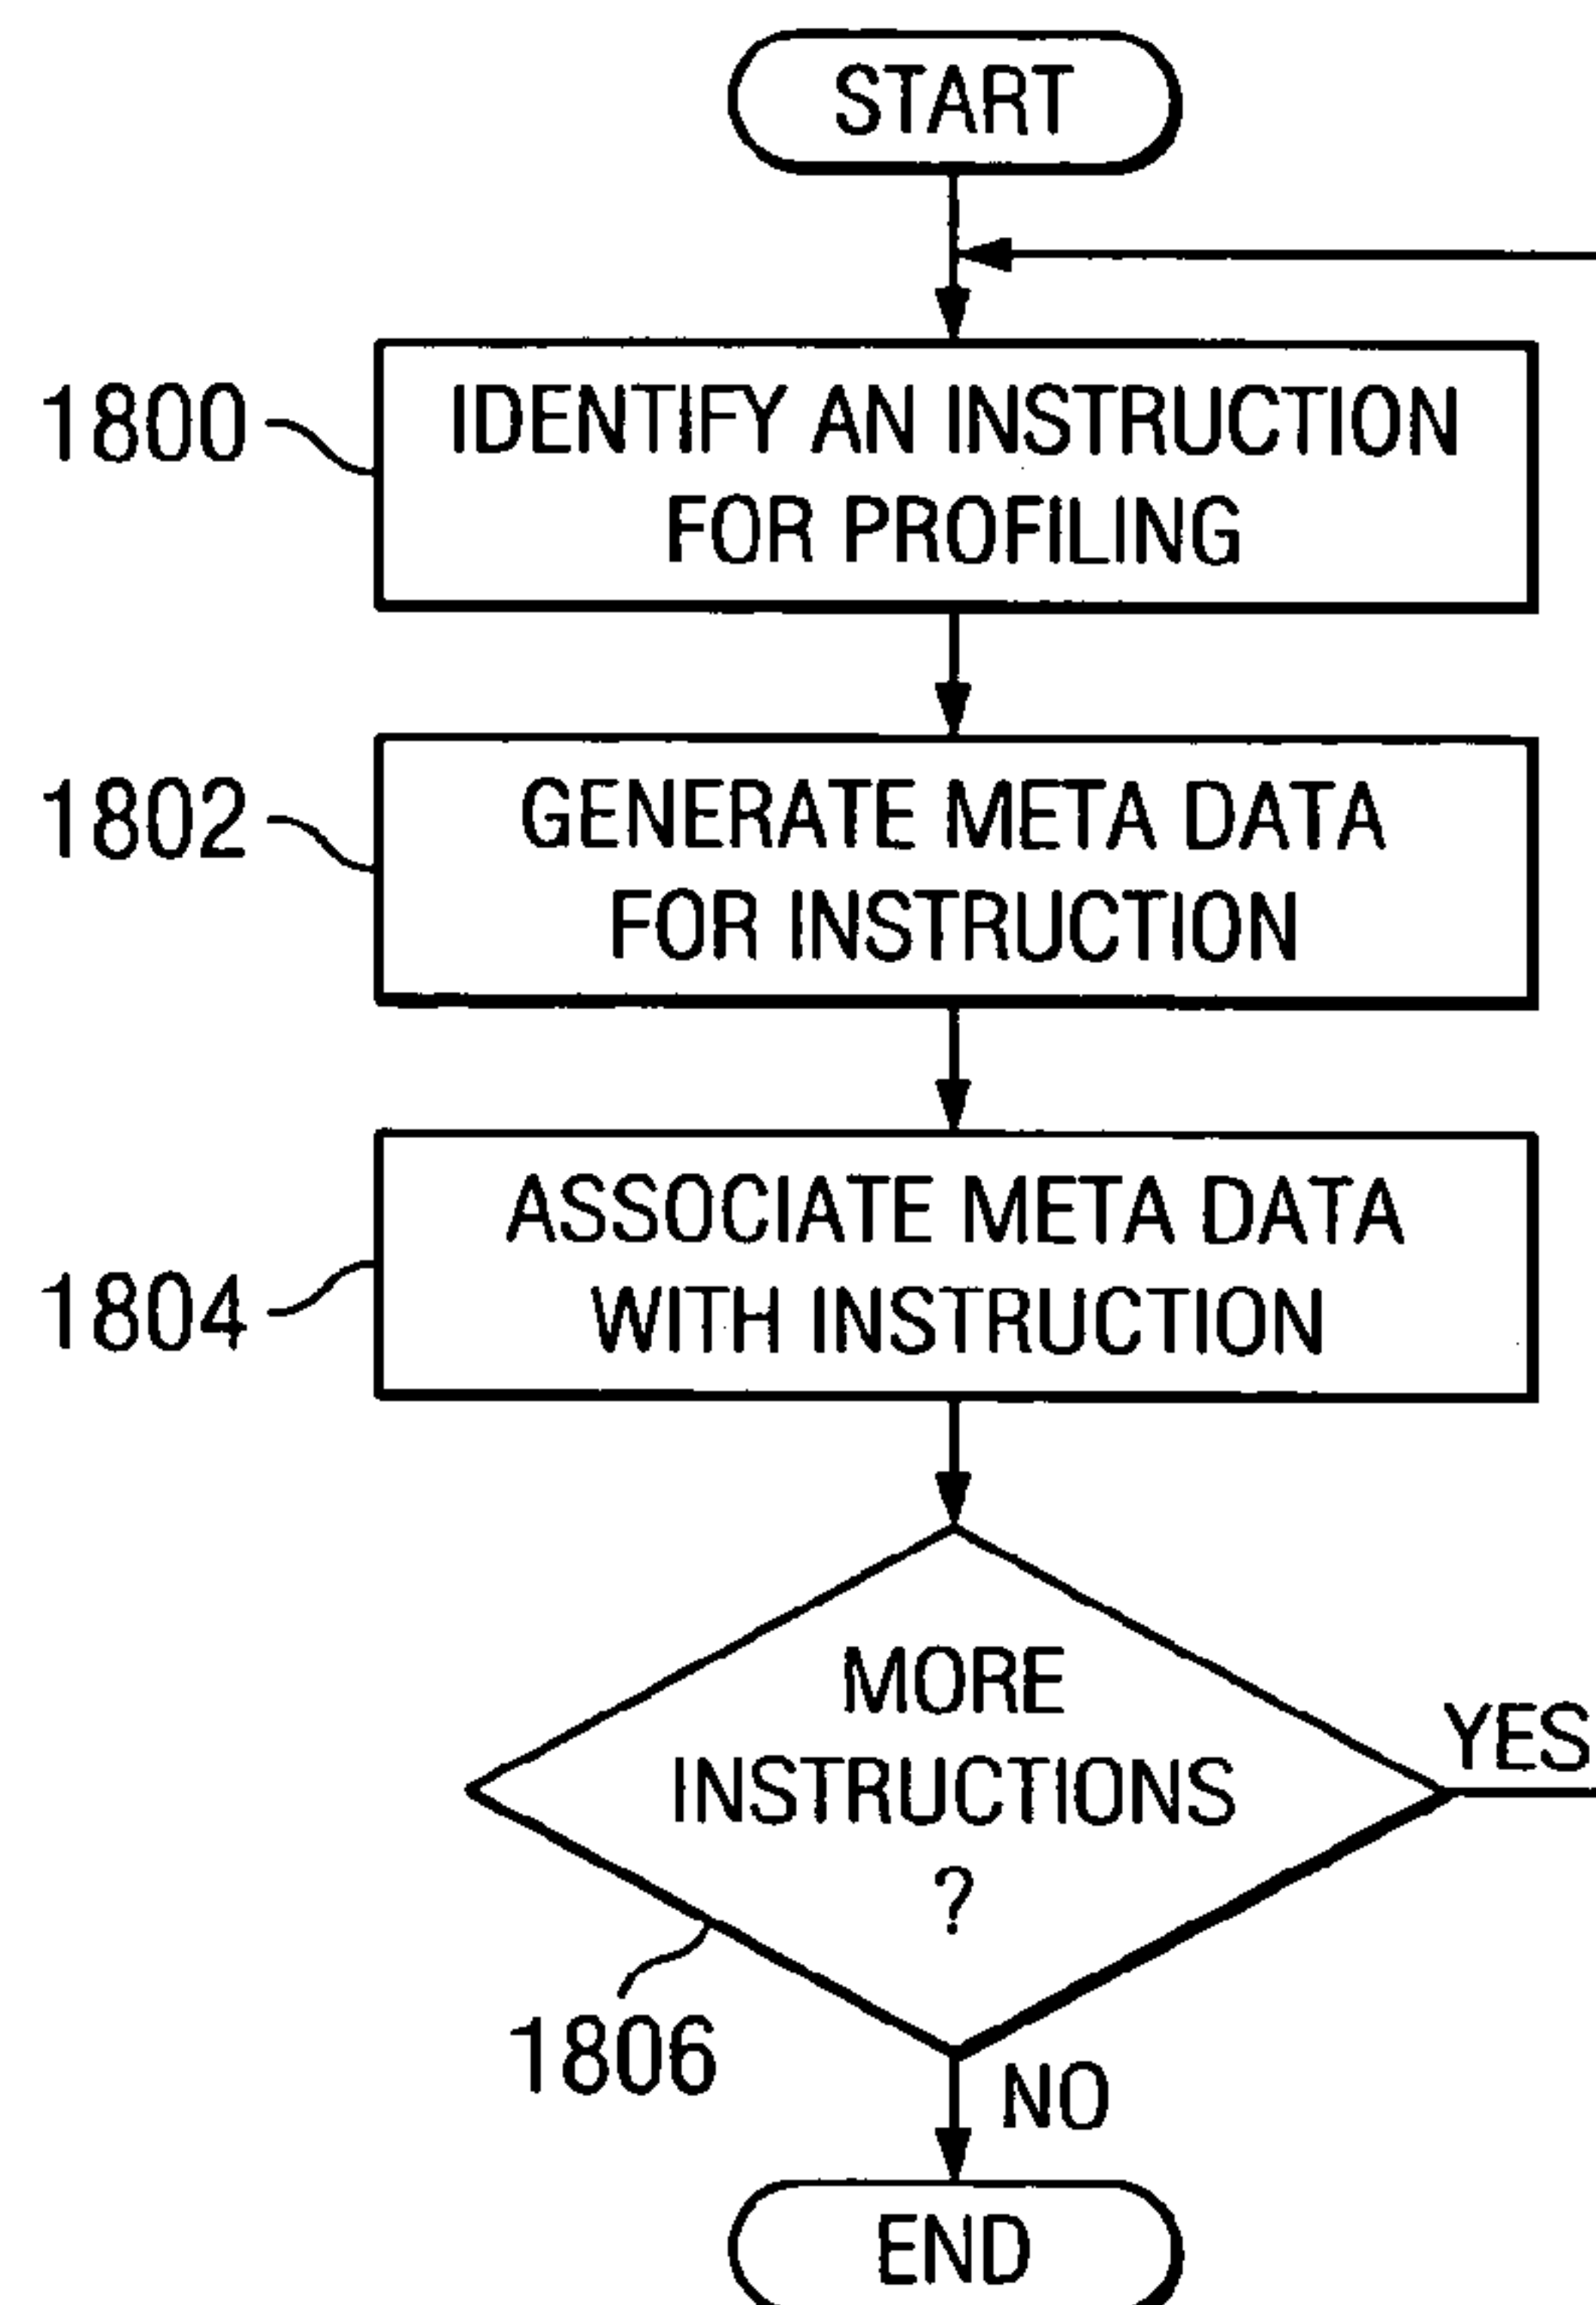 START
1800
IDENTIFY AN INSTRUCTION
FOR PROFILING
1802
GENERATE META DATA
FOR INSTRUCTION
1804
ASSOCIATE META DATA
WITH INSTRUCTION
MORE
INSTRUCTIONS
?
YES
1806
NO
END